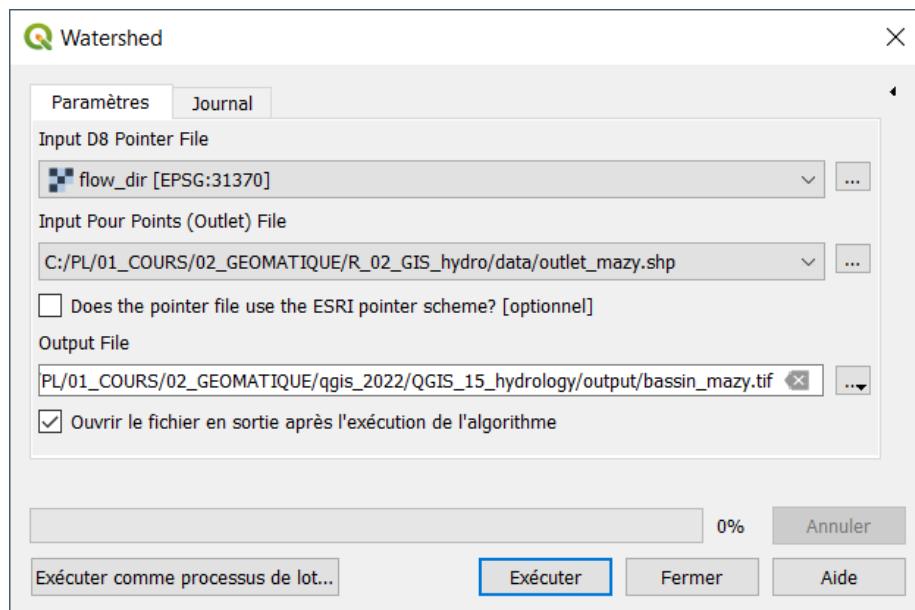 Watershed
Paramètres Journal
Input D8 Pointer File
flow_dir [EPSG:31370]
...
Input Pour Points (Outlet) File
C:/PL/01_COURS/02_GEOMATIQUE/R_02_GIS_hydro/data/outlet_mazy.shp
...
Does the pointer file use the ESRI pointer scheme? [optionnel]
Output File
PL/01_COURS/02_GEOMATIQUE/qgis_2022/QGIS_15_hydrology/output/bassin_mazy.tif
...
Ouvrir le fichier en sortie après l'exécution de l'algorithme
0% Annuler
Exécuter comme processus de lot... Exécuter Fermer Aide